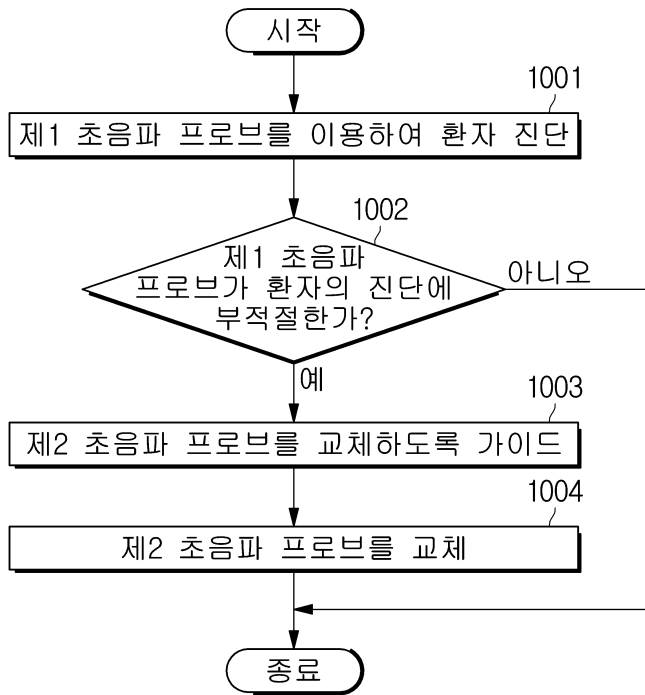 시작
1001
제1 초음파 프로브를 이용하여 환자 진단
1002
제1 초음파
프로브가 환자의 진단에
부적절한가?
아니오
예
1003
제2 초음파 프로브를 교체하도록 가이드
1004
제2 초음파 프로브를 교체
종료